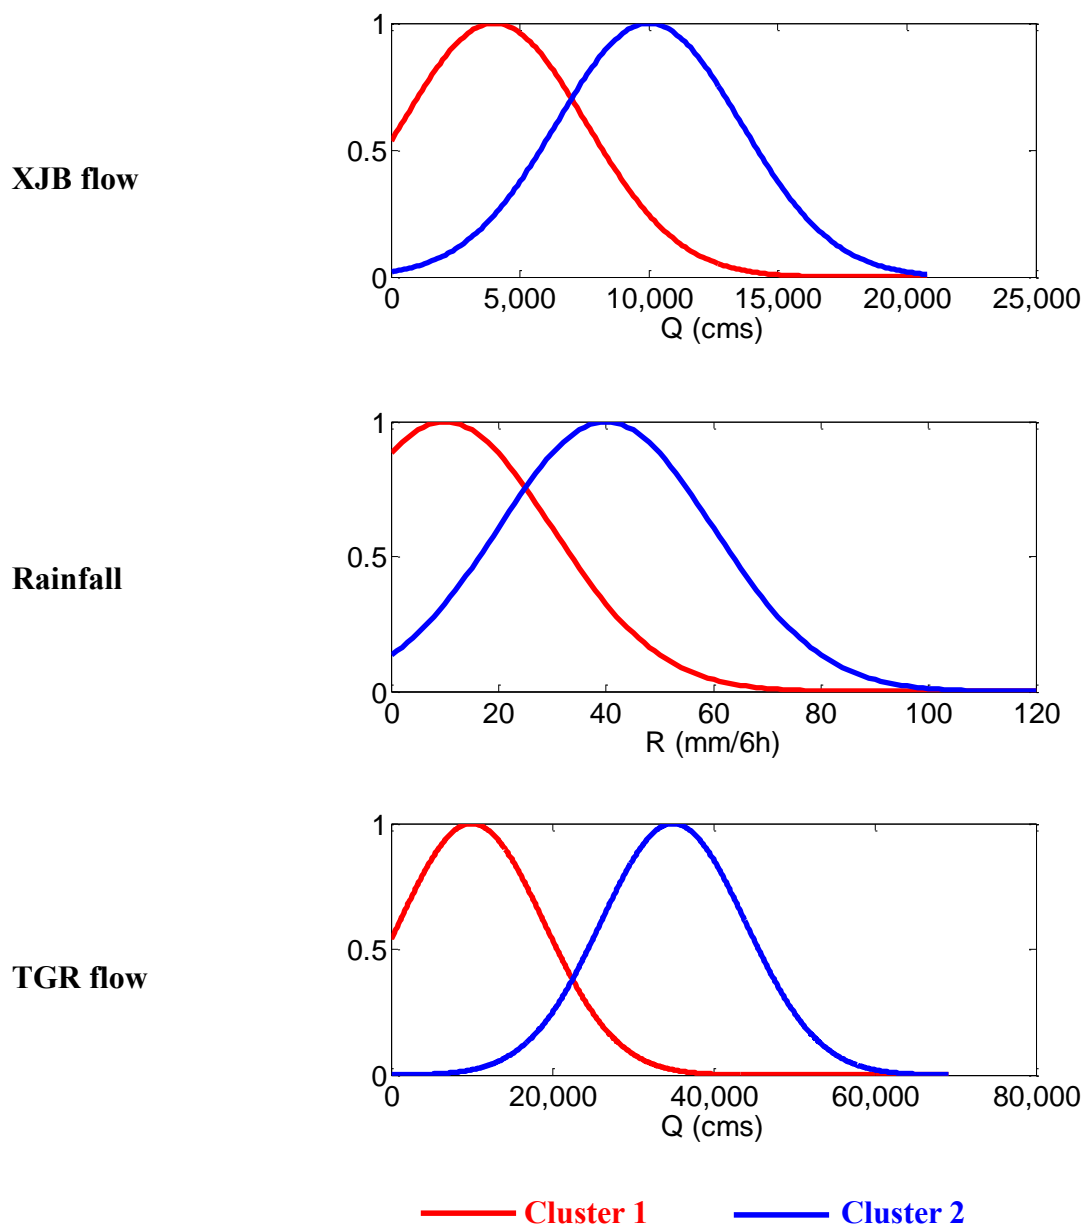 XJB flow
1
0.5
0
0 5,000 10,000 15,000 20,000 25,000
Q (cms)
Rainfall
1
0.5
0
0 20 40 60 80 100 120
R (mm/6h)
TGR flow
1
0.5
0
0 20,000 40,000 60,000 80,000
Q (cms)
Cluster 1 Cluster 2